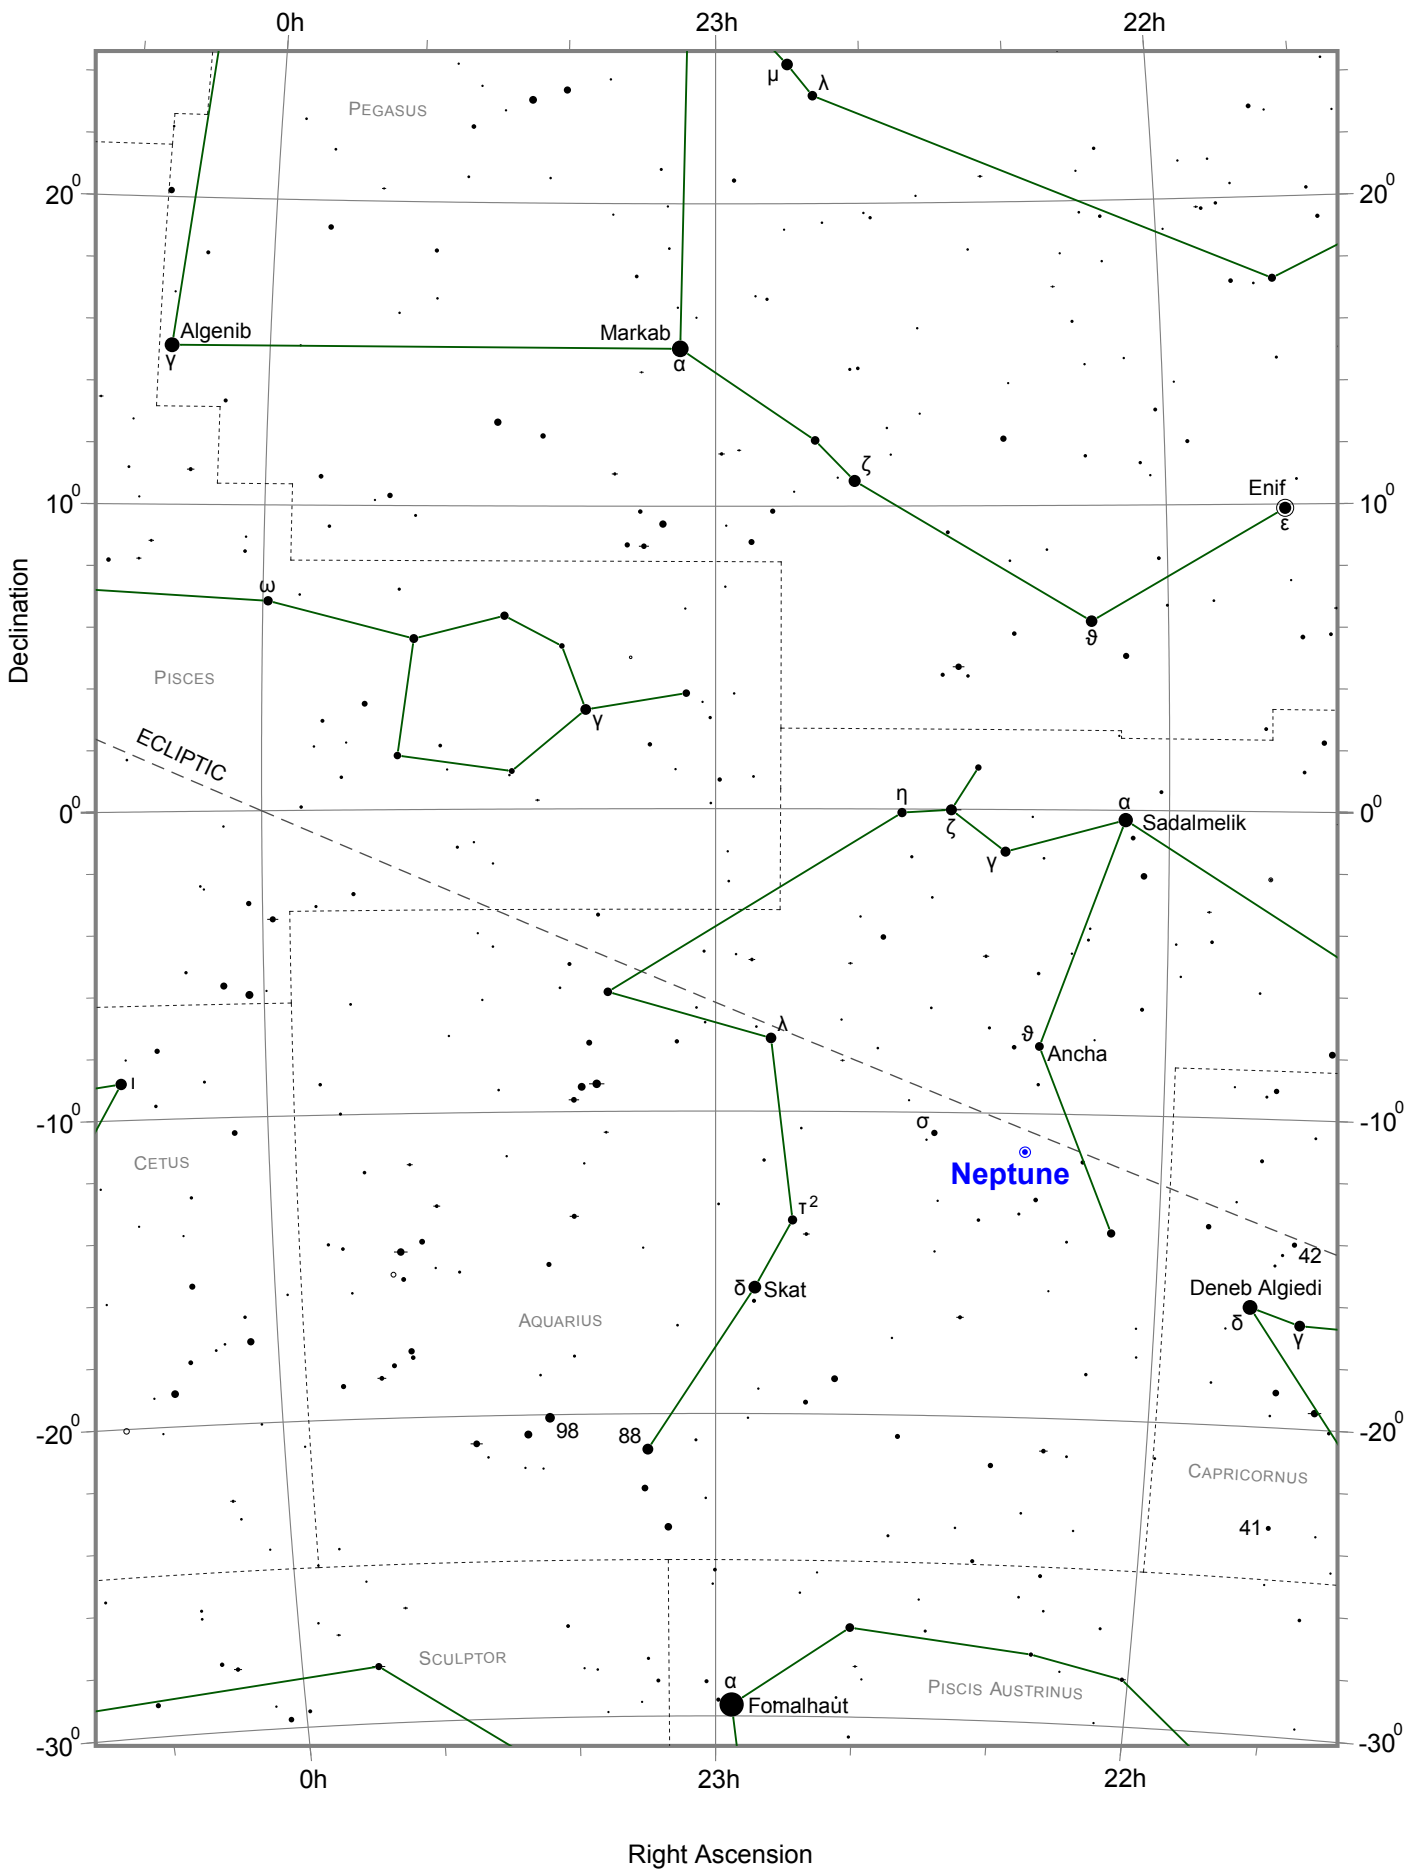 0h 23h 22h
μ λ
PEGASUS
20⁰ 20⁰
Algenib Markab
γ α
ζ
Enif
10⁰ 10⁰
ε
ω
ϑ
Declination
PISCES
γ
ECLIPTIC
η α
0⁰ 0⁰
ζ Sadalmelik
γ
λ ϑ
Ancha
ι
-10⁰ σ -10⁰
CETUS
Neptune
τ²
42
δ Skat Deneb Algiedi
AQUARIUS δ
γ
-20⁰ 98 88 -20⁰
CAPRICORNUS
41
SCULPTOR
α PISCIS AUSTRINUS
Fomalhaut
-30⁰ -30⁰
0h 23h 22h
Right Ascension